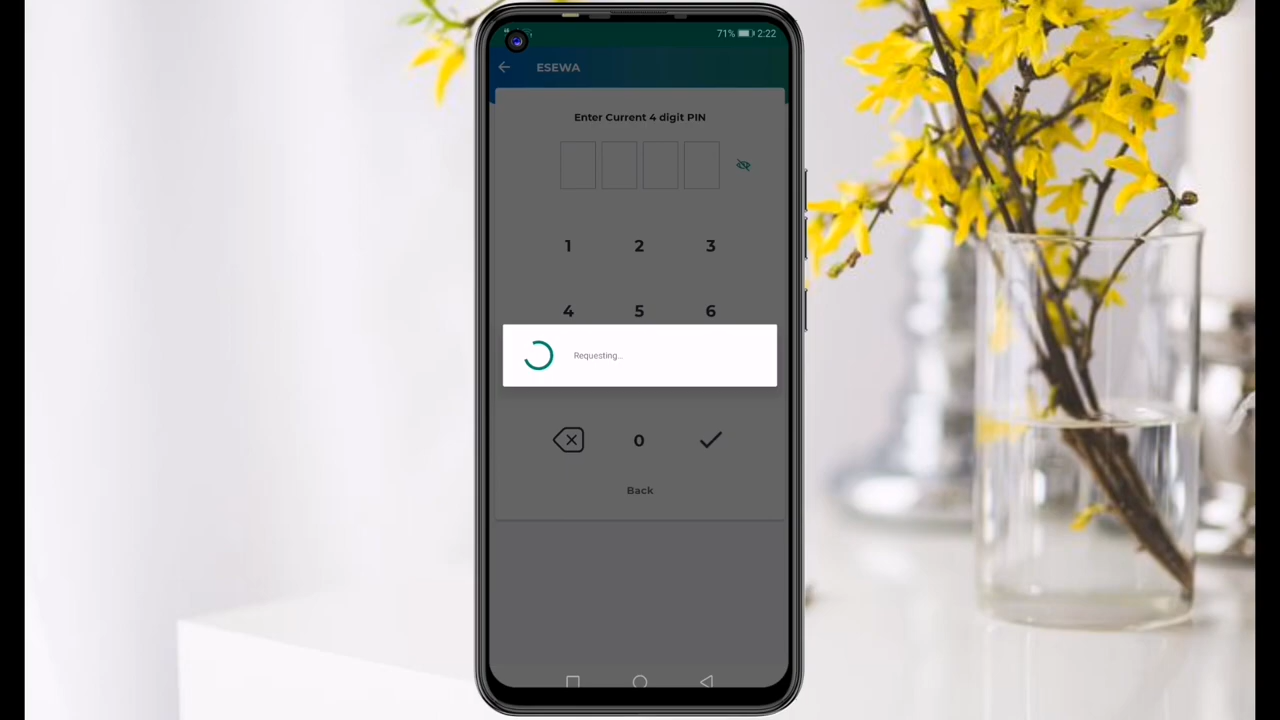 71% 2:22
ESEWA
Enter Current 4 digit PIN
1 2 3
4 5 6
Requesting...
0
Back